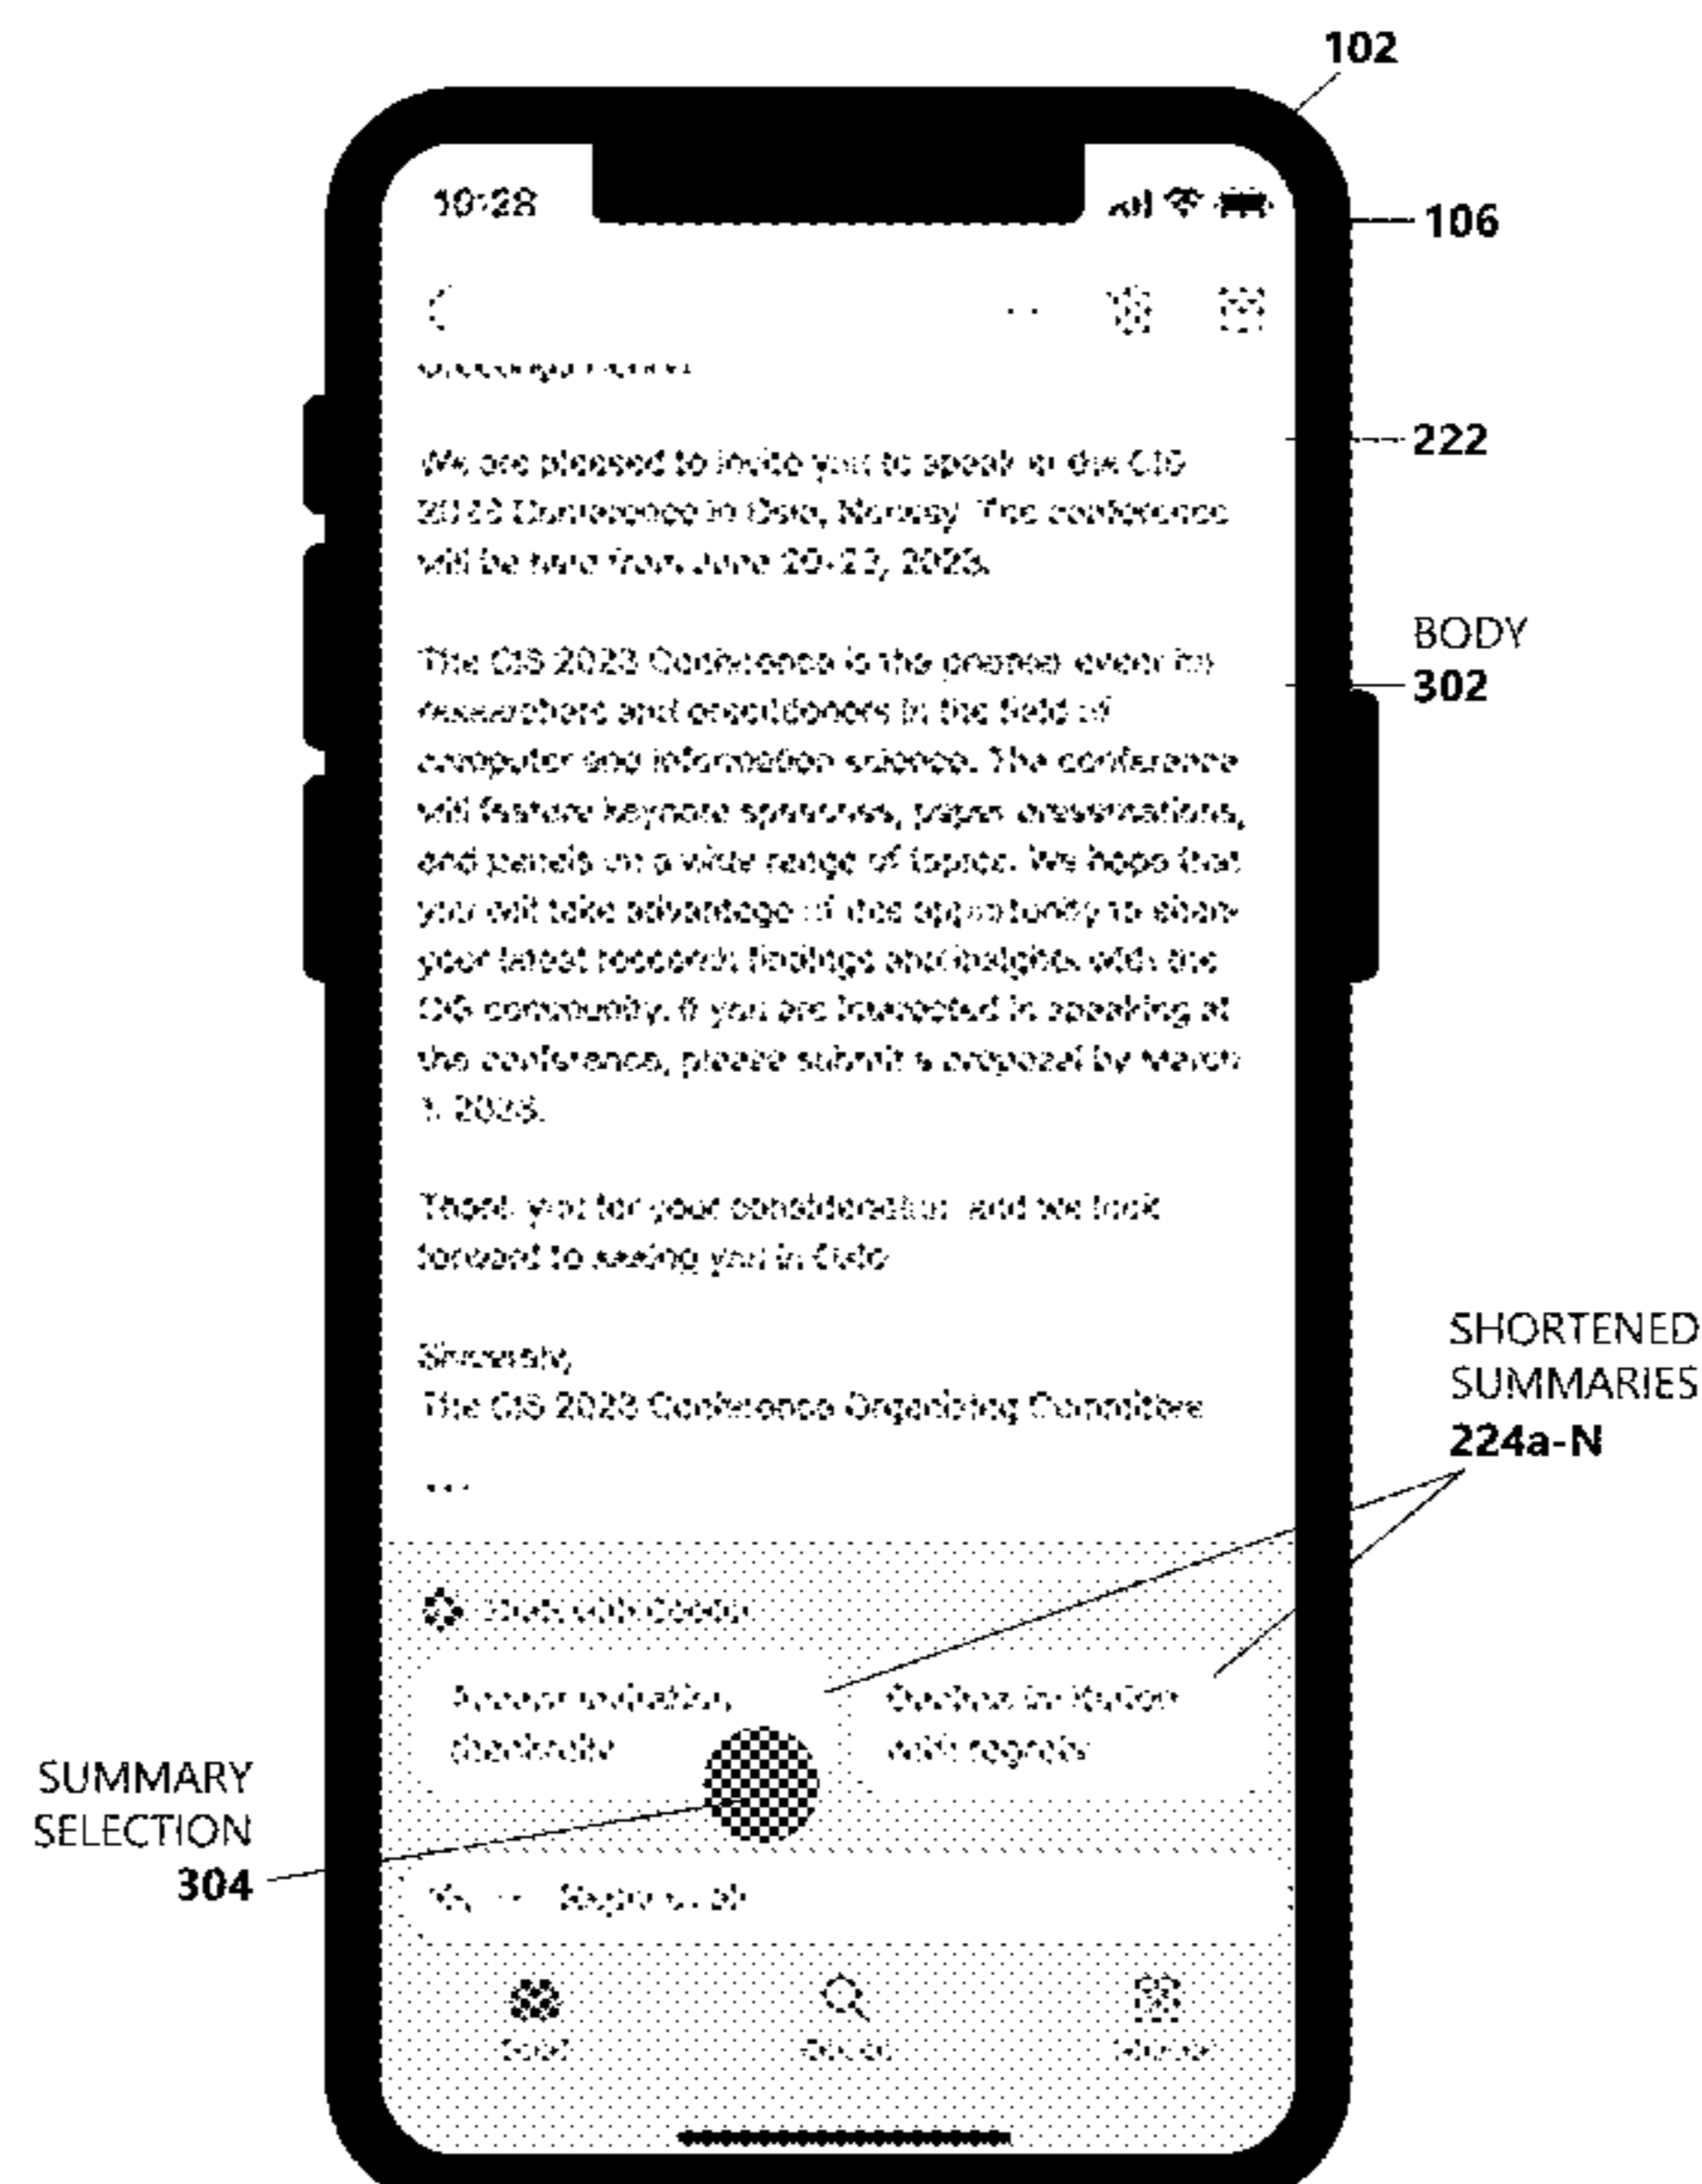 102
10:28
106
222
We are pleased to invite you to speak at the CIS
2023 Conference in Oslo, Norway. The conference
will be held from June 20-23, 2023.
BODY
302
The CIS 2023 Conference is the premier event for
researchers and practitioners in the field of
computer and information science. The conference
will feature keynote speeches, paper presentations,
and panels on a wide range of topics. We hope that
you will take advantage of this opportunity to share
your latest research findings and insights with the
CIS community. If you are interested in speaking at
the conference, please submit a proposal by March
1, 2023.
Thank you for your consideration and we look
forward to seeing you in Oslo
Sincerely,
The CIS 2023 Conference Organizing Committee
...
SHORTENED
SUMMARIES
224a-N
with
Accept invitation,
Decline invitation
with regrets
SUMMARY
SELECTION
304